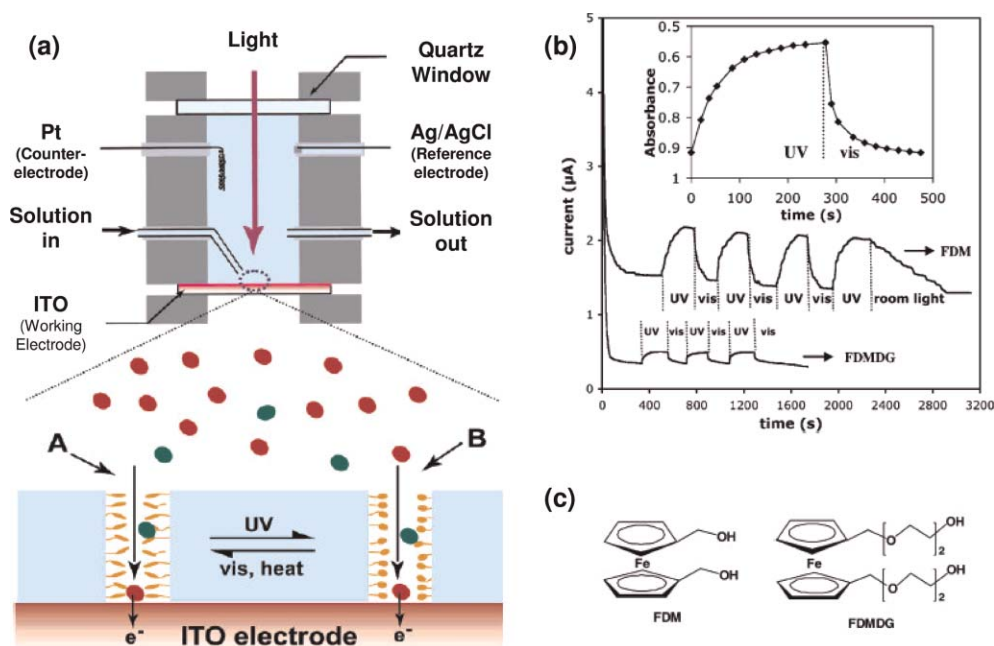 (a)
Light
Quartz
Window
Pt
(Counter-
electrode)
Ag/AgCl
(Reference
electrode)
Solution
in
Solution
out
ITO
(Working
Electrode)
A
B
UV
vis, heat
e-
ITO electrode
e-
(b)
current (µA)
5
4
3
2
1
0
0 400 800 1200 1600 2000 2400 2800 3200
time (s)
Absorbance
0.5
0.6
0.7
0.8
0.9
1
UV
vis
0 100 200 300 400 500
time (s)
FDM
UV vis UV vis UV vis UV room light
UV vis UV vis UV vis
FDMDG
(c)
OH
Fe
OH
FDM
O
2
OH
Fe
O
2
OH
FDMDG